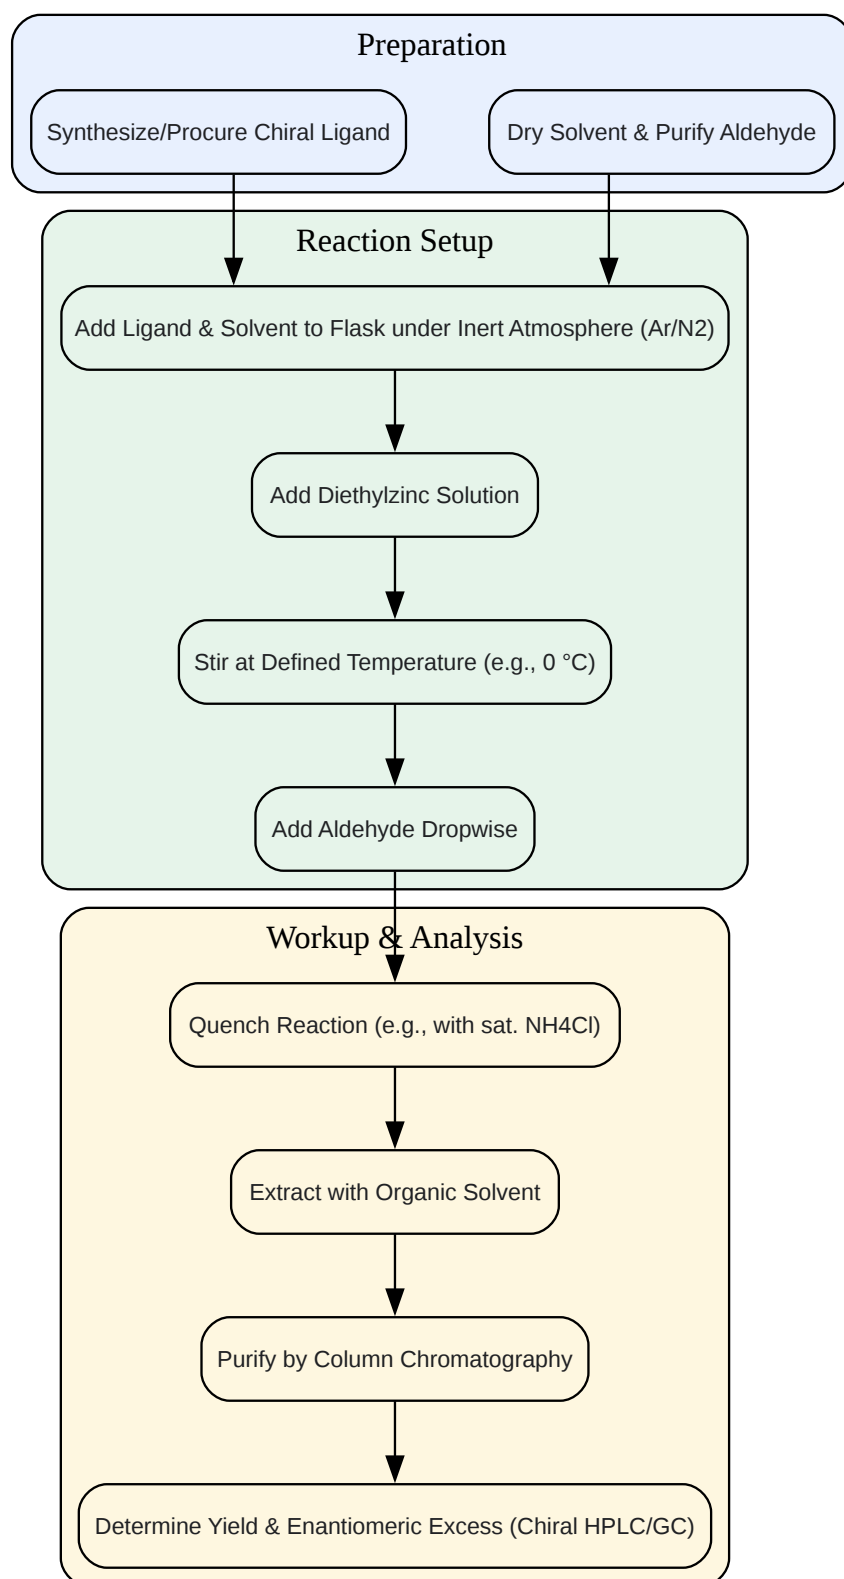 Preparation
Synthesize/Procure Chiral Ligand
Dry Solvent & Purify Aldehyde
Reaction Setup
Add Ligand & Solvent to Flask under Inert Atmosphere (Ar/N2)
Add Diethylzinc Solution
Stir at Defined Temperature (e.g., 0 °C)
Add Aldehyde Dropwise
Workup & Analysis
Quench Reaction (e.g., with sat. NH4Cl)
Extract with Organic Solvent
Purify by Column Chromatography
Determine Yield & Enantiomeric Excess (Chiral HPLC/GC)